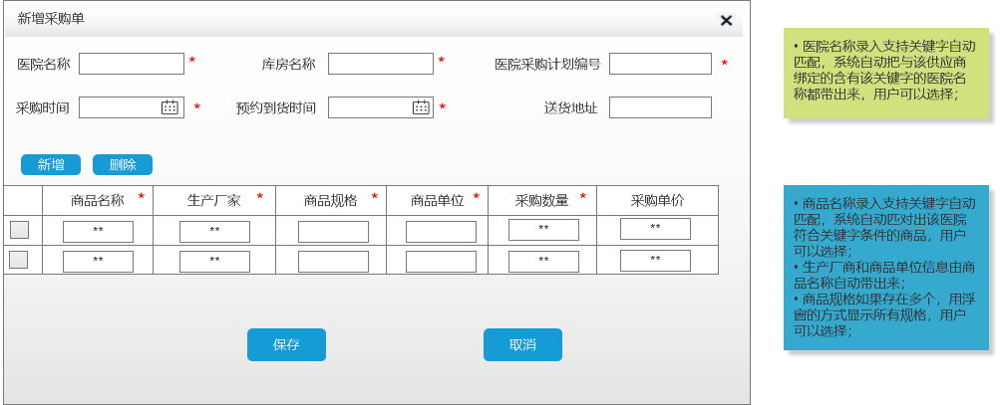 新增采购单
医院名称 * 库房名称 * 医院采购计划编号 *
采购时间 * 预约到货时间 * 送货地址
新增 删除
商品名称 * 生产厂家 * 商品规格 * 商品单位 * 采购数量 * 采购单价
** ** ** **
** ** ** **
保存 取消
• 医院名称录入支持关键字自动
匹配，系统自动把与该供应商
绑定的含有该关键字的医院名
称都带出来，用户可以选择；
• 商品名称录入支持关键字自动
匹配，系统自动匹对出该医院
符合关键字条件的商品，用户
可以选择；
• 生产厂商和商品单位信息由商
品名称自动带出来；
• 商品规格如果存在多个，用浮
窗的方式显示所有规格，用户
可以选择；